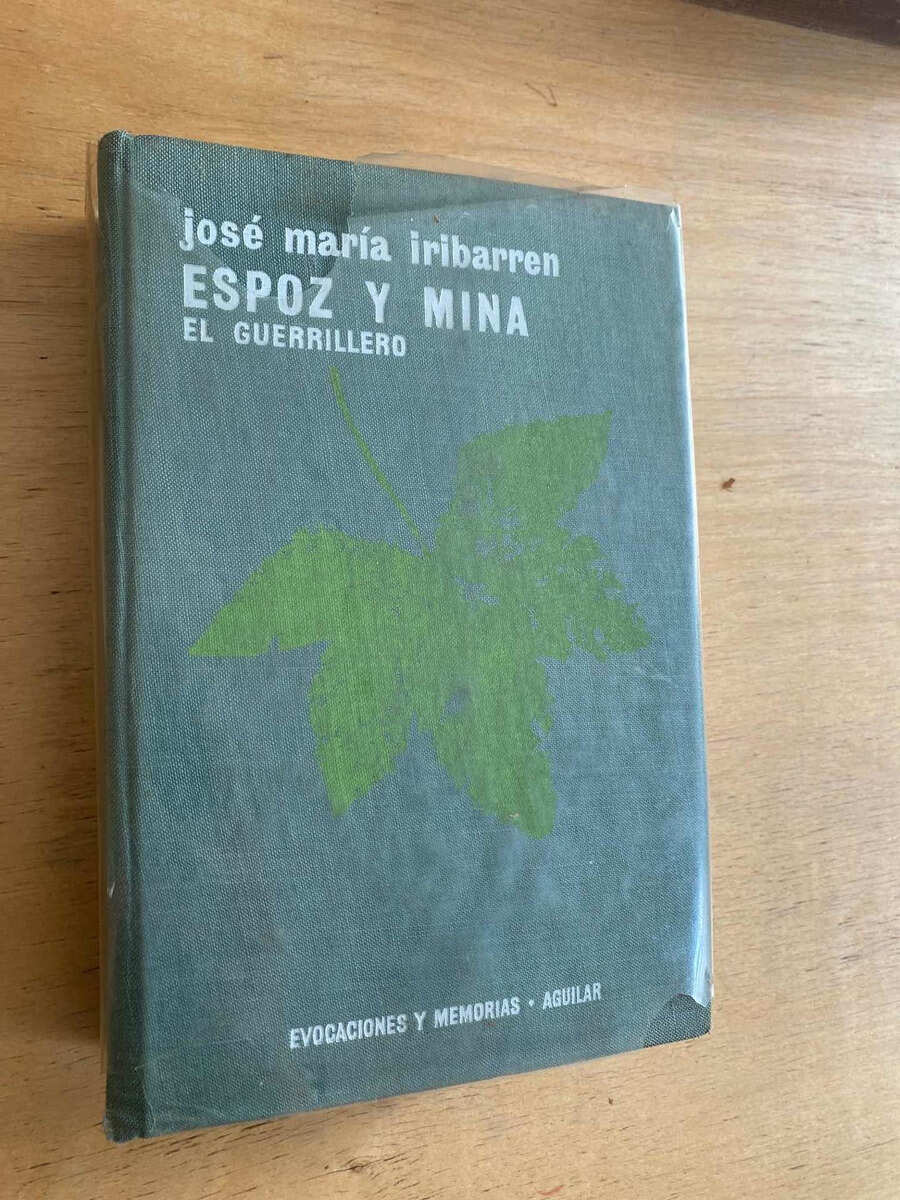 josé maría iribarren
ESPOZ Y MINA
EL GUERRILLERO
EVOCACIONES Y MEMORIAS · AGUILAR